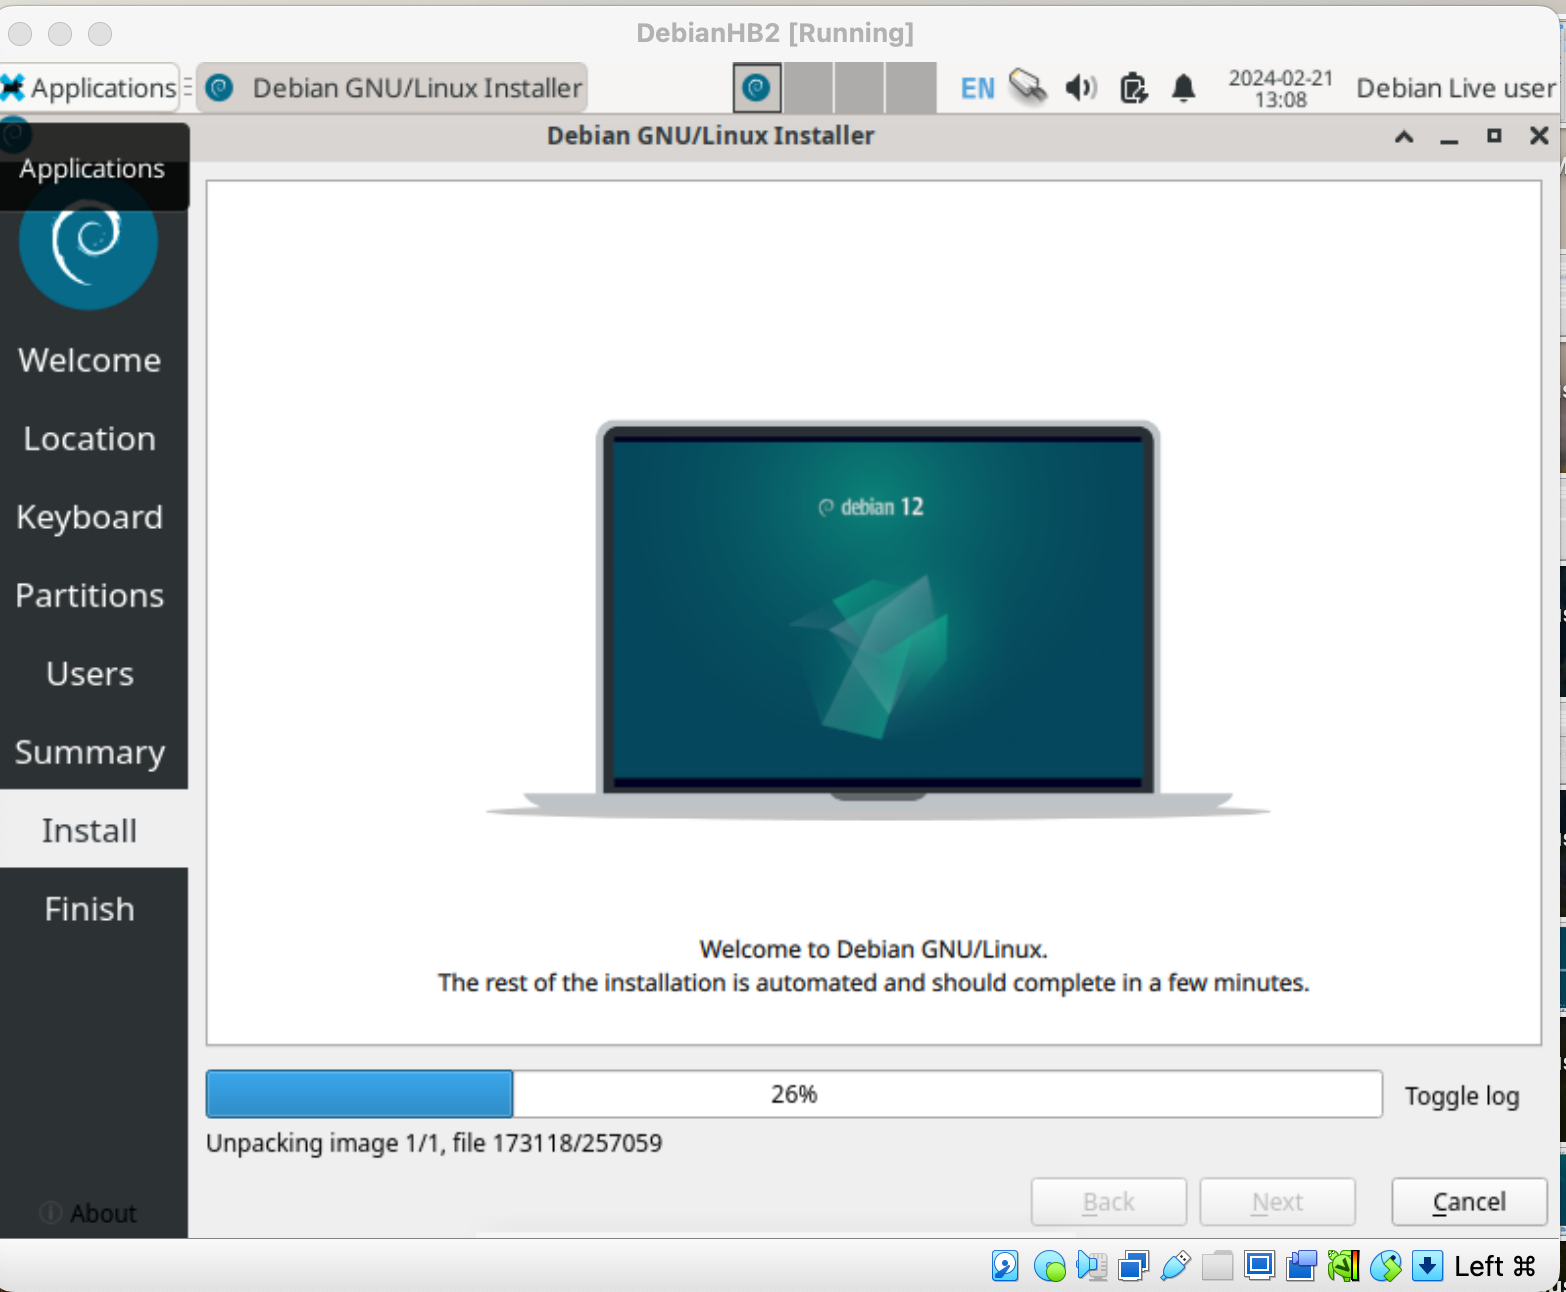 DebianHB2 [Running]
Applications
Debian GNU/Linux Installer
EN
2024-02-21
13:08
Debian Live user
Debian GNU/Linux Installer
Applications
Welcome
Location
Keyboard
Partitions
Users
Summary
Install
Finish
About
debian 12
Welcome to Debian GNU/Linux.
The rest of the installation is automated and should complete in a few minutes.
26%
Toggle log
Unpacking image 1/1, file 173118/257059
Back
Next
Cancel
Left ⌘